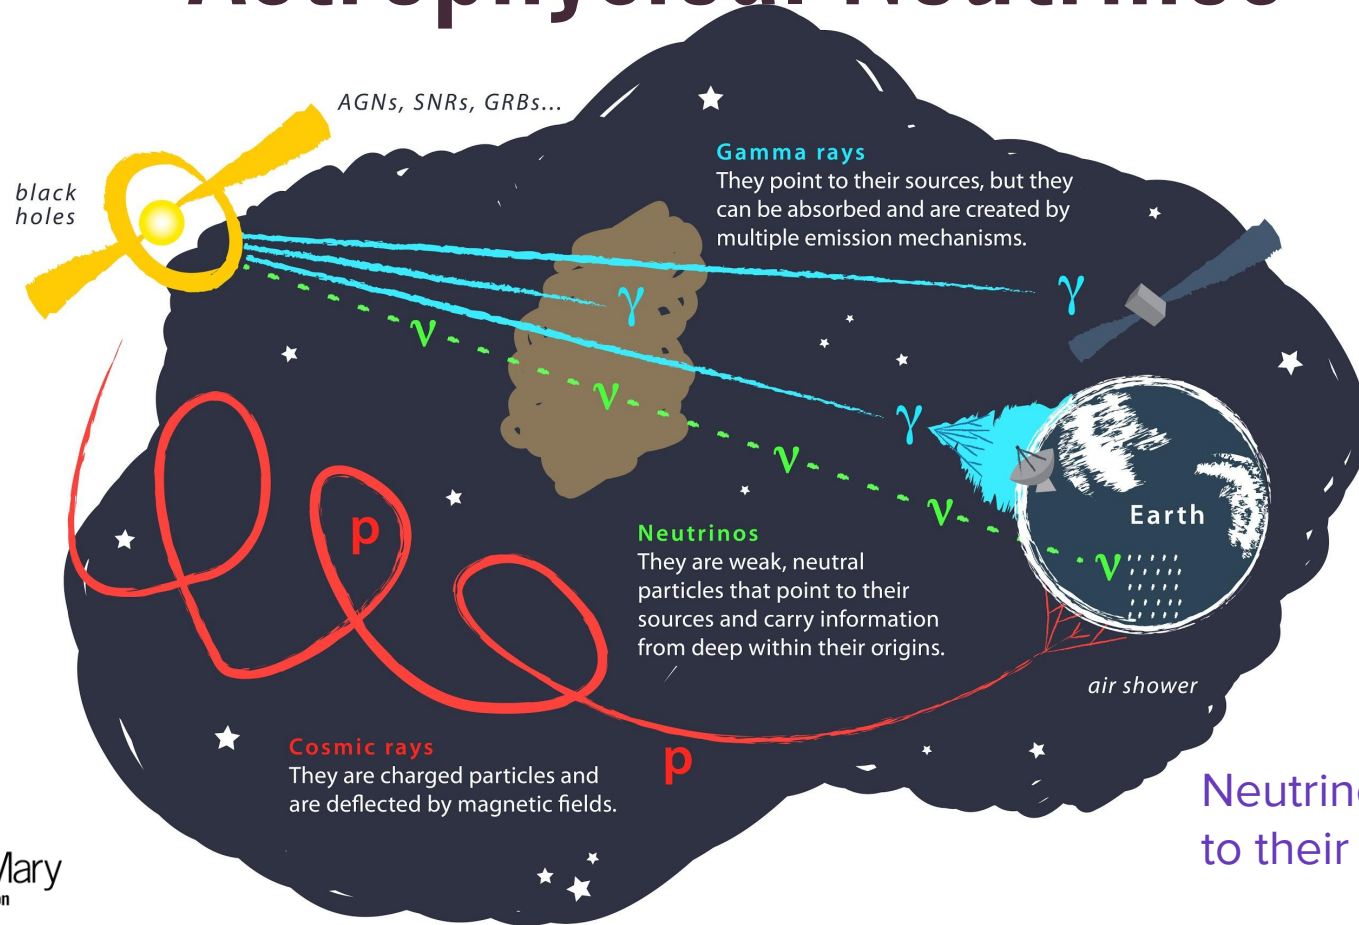 Astrophysical Neutrinos
AGNs, SNRs, GRBs...
black
holes
Gamma rays
They point to their sources, but they
can be absorbed and are created by
multiple emission mechanisms.
γ
γ
ν
ν
γ
ν
p
ν
Earth
ν
Neutrinos
They are weak, neutral
particles that point to their
sources and carry information
from deep within their origins.
air shower
Cosmic rays
They are charged particles and
are deflected by magnetic fields.
p
to their
Mary